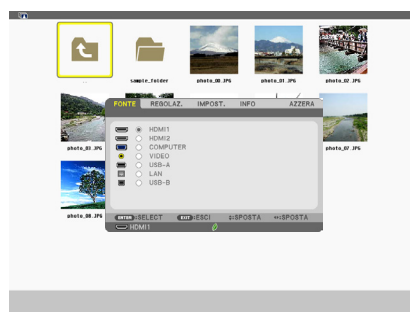 ..
sample_folder
photo_00.JPG
photo_01.JPG
photo_02.JPG
FONTE REGOLAZ. IMPOST. INFO AZZERA
HDMI1
HDMI2
COMPUTER
VIDEO
USB-A
LAN
USB-B
photo_03.JPG
photo_07.JPG
ENTER:SELECT EXIT:ESCI ↕:SPOSTA ↔:SPOSTA
HDMI1
photo_08.JPG